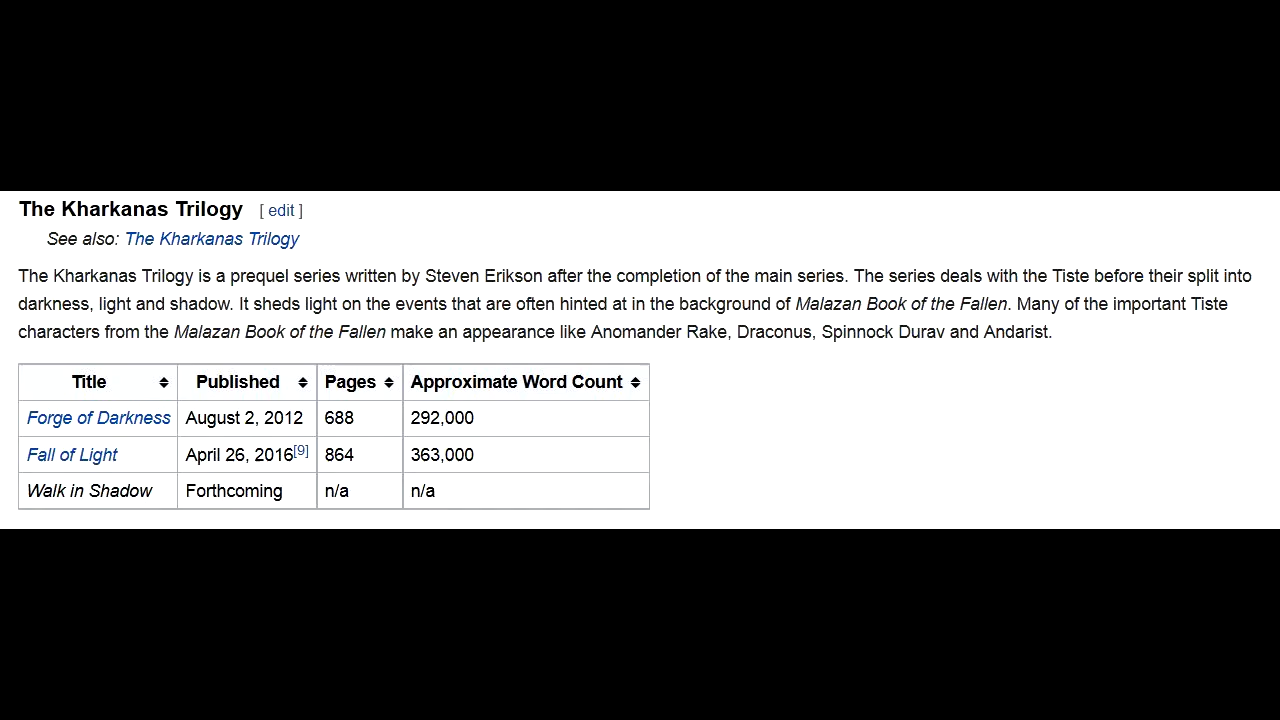 The Kharkanas Trilogy [ edit ]
See also: The Kharkanas Trilogy
The Kharkanas Trilogy is a prequel series written by Steven Erikson after the completion of the main series. The series deals with the Tiste before their split into
darkness, light and shadow. It sheds light on the events that are often hinted at in the background of Malazan Book of the Fallen. Many of the important Tiste
characters from the Malazan Book of the Fallen make an appearance like Anomander Rake, Draconus, Spinnock Durav and Andarist.
Title Published Pages Approximate Word Count
Forge of Darkness August 2, 2012 688 292,000
Fall of Light April 26, 2016[9] 864 363,000
Walk in Shadow Forthcoming n/a n/a